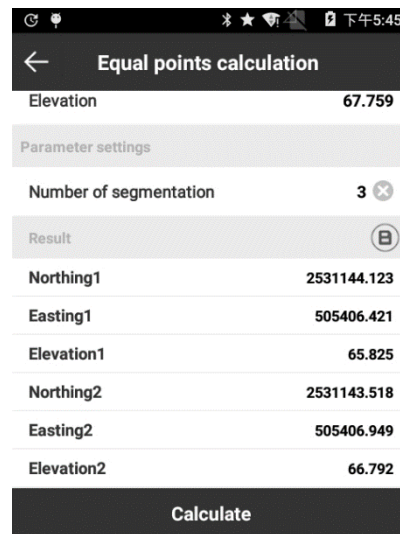 下午5:45
Equal points calculation
Elevation 67.759
Parameter settings
Number of segmentation 3
Result
Northing1 2531144.123
Easting1 505406.421
Elevation1 65.825
Northing2 2531143.518
Easting2 505406.949
Elevation2 66.792
Calculate